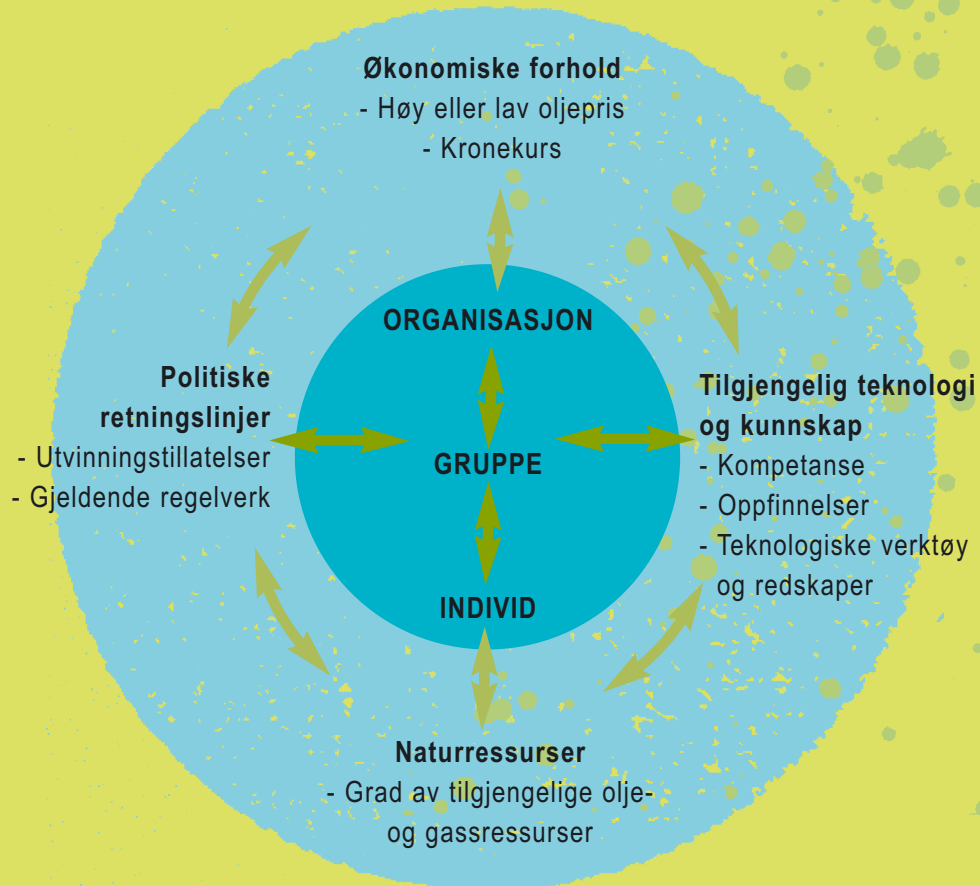 Økonomiske forhold
- Høy eller lav oljepris
- Kronekurs
ORGANISASJON
Politiske
retningslinjer
- Utvinningstillatelser
- Gjeldende regelverk
GRUPPE
Tilgjengelig teknologi
og kunnskap
- Kompetanse
- Oppfinnelser
- Teknologiske verktøy
og redskaper
INDIVID
Naturressurser
- Grad av tilgjengelige olje-
og gassressurser